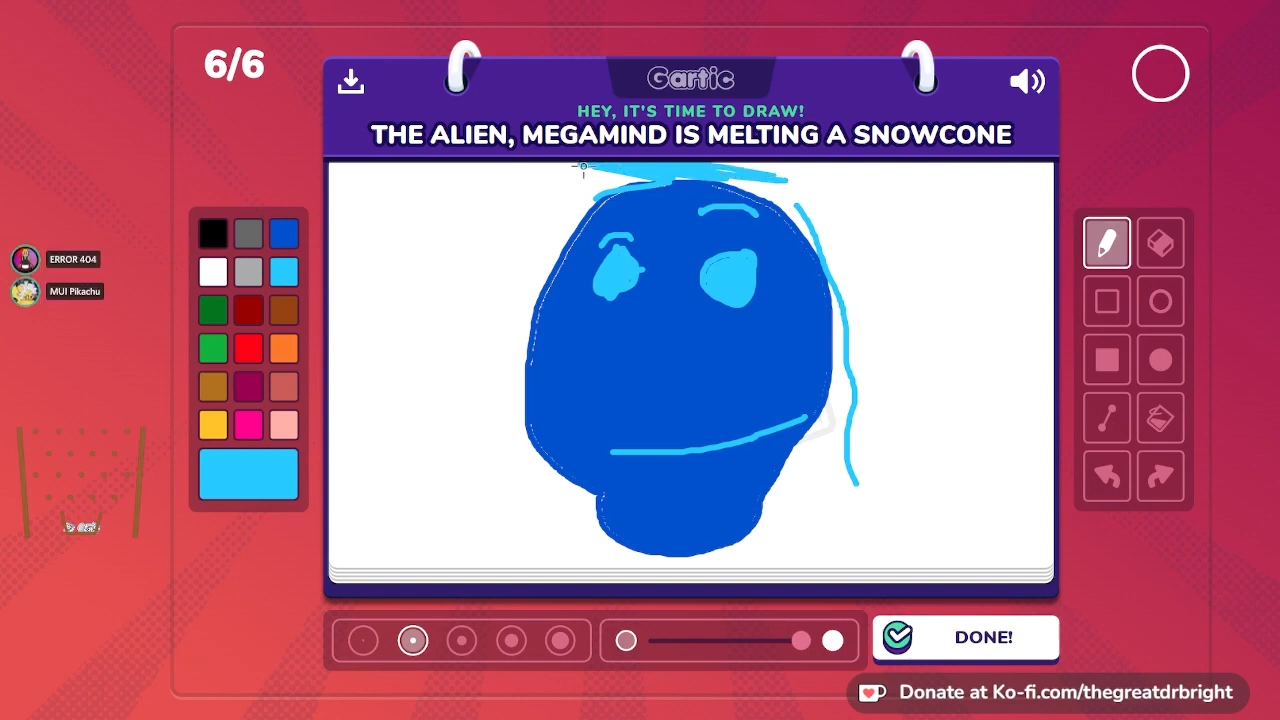 6/6
Gartic
HEY, IT'S TIME TO DRAW!
THE ALIEN, MEGAMIND IS MELTING A SNOWCONE
ERROR 404
MUI Pikachu
DONE!
Donate at Ko-fi.com/thegreatdrbright